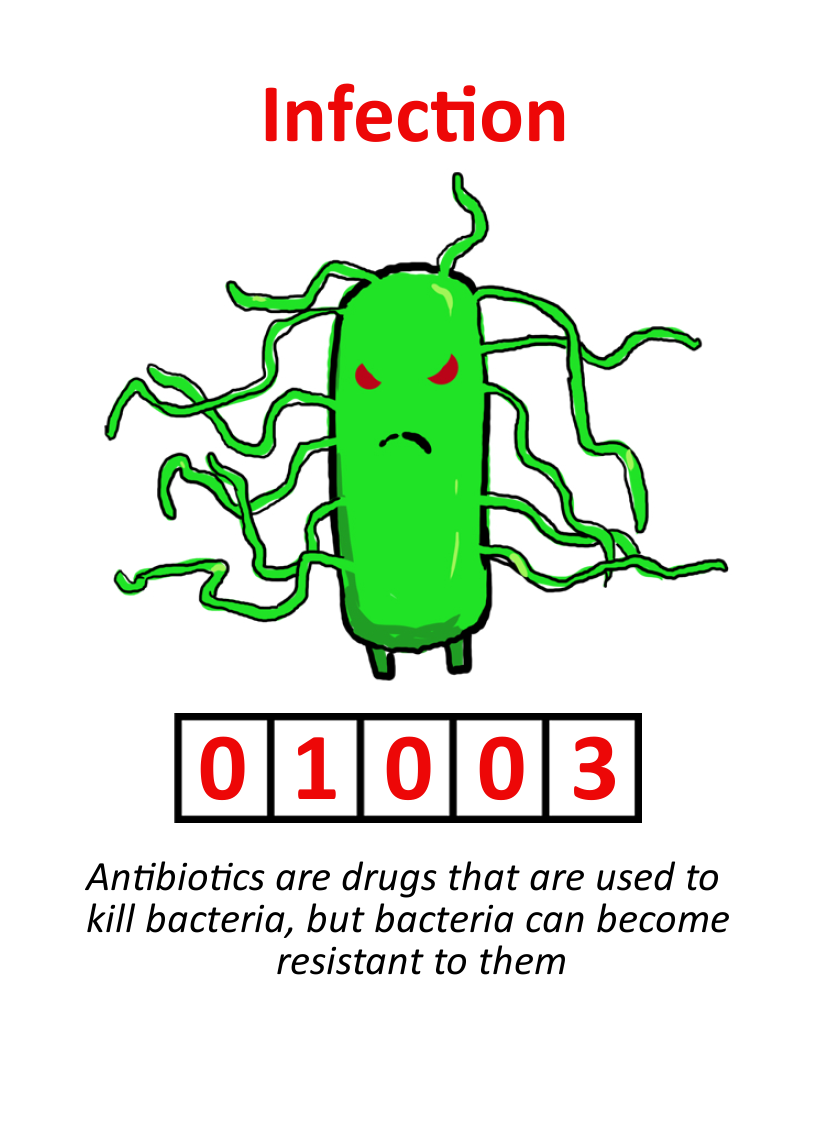 Infection
0 1 0 0 3
Antibiotics are drugs that are used to
kill bacteria, but bacteria can become
resistant to them